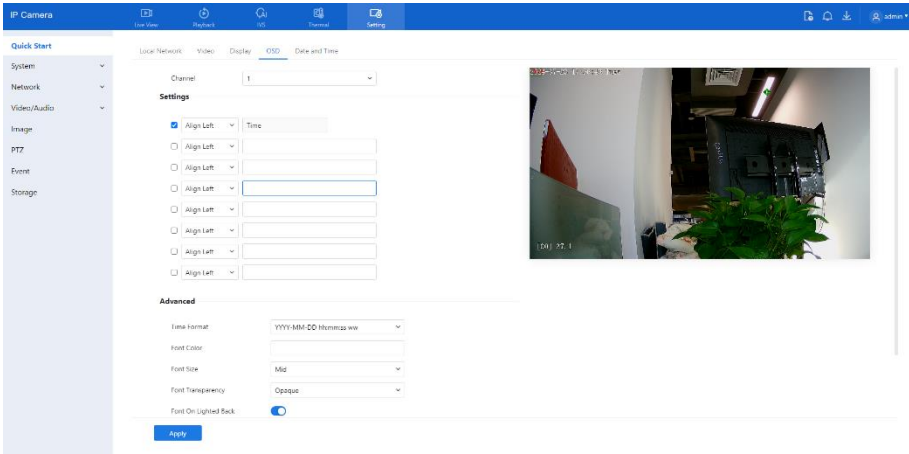 IP Camera
Live View Playback IVS Thermal Setting
admin
Quick Start
System
Network
Video/Audio
Image
PTZ
Event
Storage
Local Network Video Display OSD Date and Time
Channel 1
Settings
Align Left Time
Align Left
Align Left
Align Left
Align Left
Align Left
Align Left
Align Left
Advanced
Time Format YYYY-MM-DD hh:mm:ss ww
Font Color
Font Size Mid
Font Transparency Opaque
Font On Lighted Back
Apply